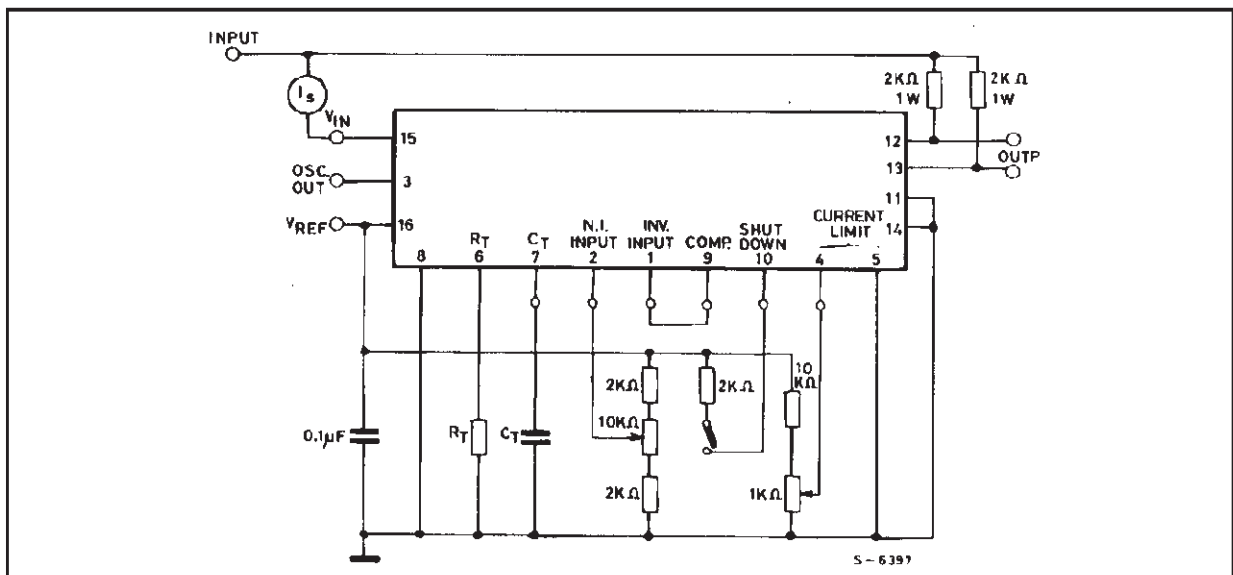 INPUT
Is
VIN
15
OSC.
OUT
3
VREF
16
2KΩ
1W
2KΩ
1W
12
OUTP
13
11
14
8
RT
6
CT
7
N.I.
INPUT
2
INV.
INPUT
1
COMP.
9
SHUT
DOWN
10
CURRENT
LIMIT
4
5
0.1µF
RT
CT
2KΩ
10KΩ
2KΩ
2KΩ
10
KΩ
1KΩ
S-6397